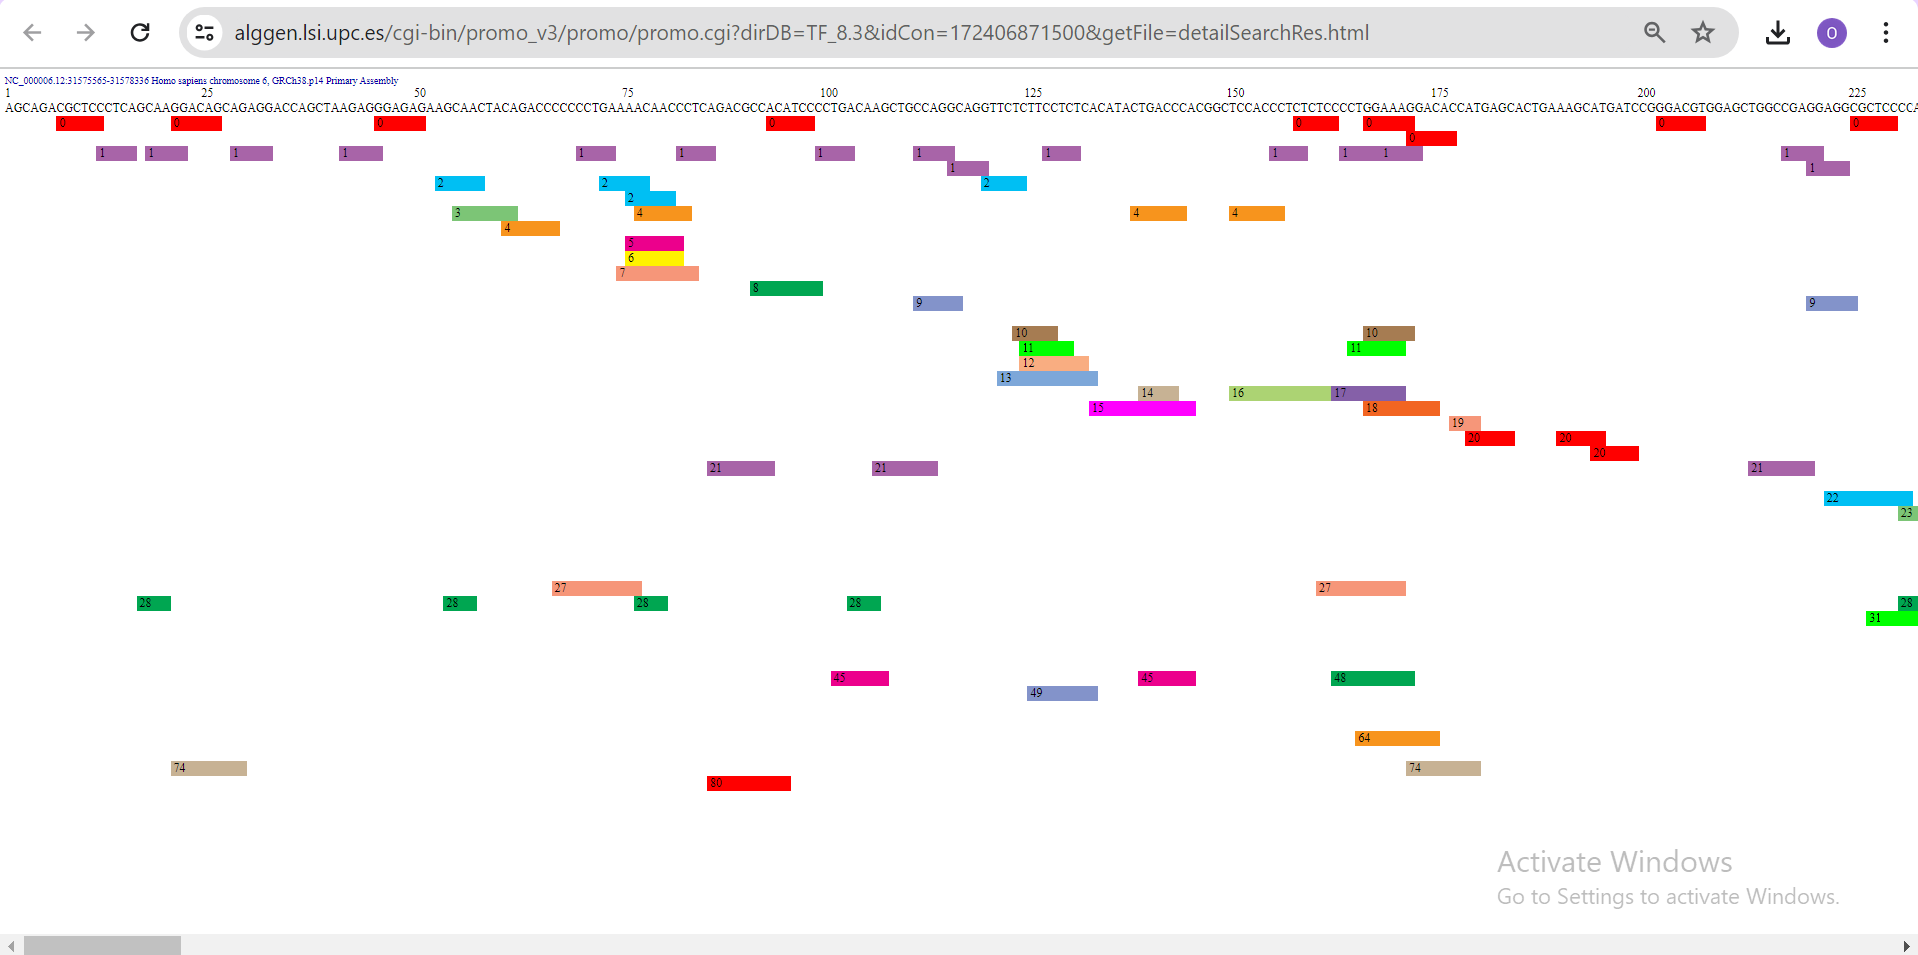 alggen.lsi.upc.es/cgi-bin/promo_v3/promo/promo.cgi?dirDB=TF_8.3&idCon=172406871500&getFile=detailSearchRes.html
O
NC_000006.12:31575565-31578336 Homo sapiens chromosome 6, GRCh38.p14 Primary Assembly
1 25 50 75 100 125 150 175 200 225
AGCAGACGCTCCCTCAGCAAGGACAGCAGAGGACCAGCTAAGAGGGAGAGAAGCAACTACAGACCCCCCCTGAAAACAACCCTCAGACGCCACATCCCCTGACAAGCTGCCAGGCAGGTTCTCTTCCTCTCACATACTGACCCACGGCTCCACCCTCTCTCCCCTGGAAAGGACACCATGAGCACTGAAAGCATGATCCGGGACGTGGAGCTGGCCGAGGAGGCGCTCCCCA
0 0 0 0 0 0 0 0
0
1 1 1 1 1 1 1 1 1 1 1 1 1
1 1
2 2 2
2
3 4 4 4
4
5
6
7
8
9 9
10 10
11 11
12
13
14 16 17
15 18
19
20 20
20
21 21 21
22
23
27 27
28 28 28 28 28
31
45 45 48
49
64
74 74
80
Activate Windows
Go to Settings to activate Windows.